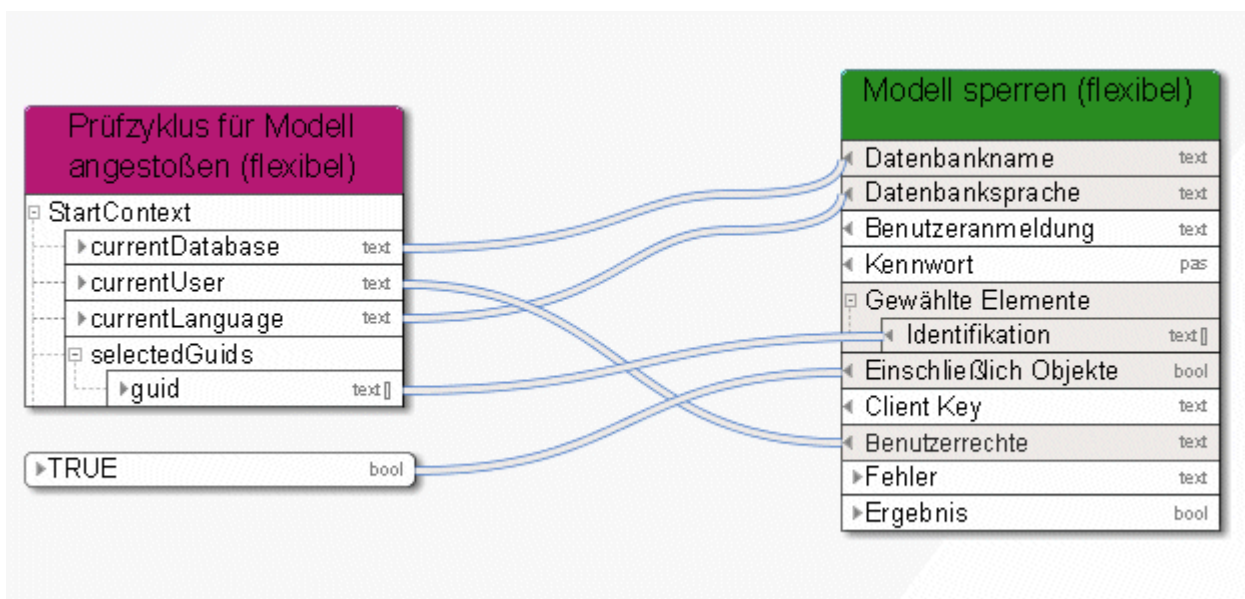 Prüfzyklus für Modell
angestoßen (flexibel)
StartContext
currentDatabase text
currentUser text
currentLanguage text
selectedGuids
guid text[]
TRUE bool
Modell sperren (flexibel)
Datenbankname text
Datenbanksprache text
Benutzeranmeldung text
Kennwort pas
Gewählte Elemente
Identifikation text[]
Einschließlich Objekte bool
Client Key text
Benutzerrechte text
Fehler text
Ergebnis bool